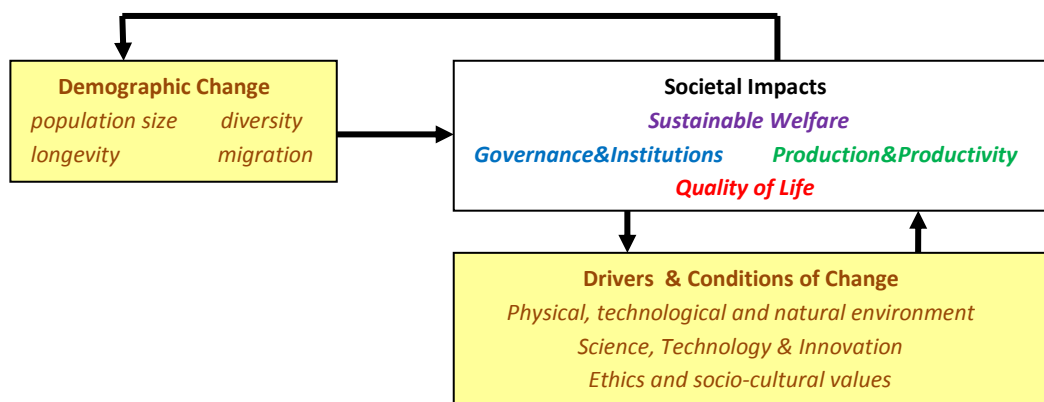 Demographic Change
population size diversity
longevity migration
Societal Impacts
Sustainable Welfare
Governance&Institutions Production&Productivity
Quality of Life
Drivers & Conditions of Change
Physical, technological and natural environment
Science, Technology & Innovation
Ethics and socio-cultural values